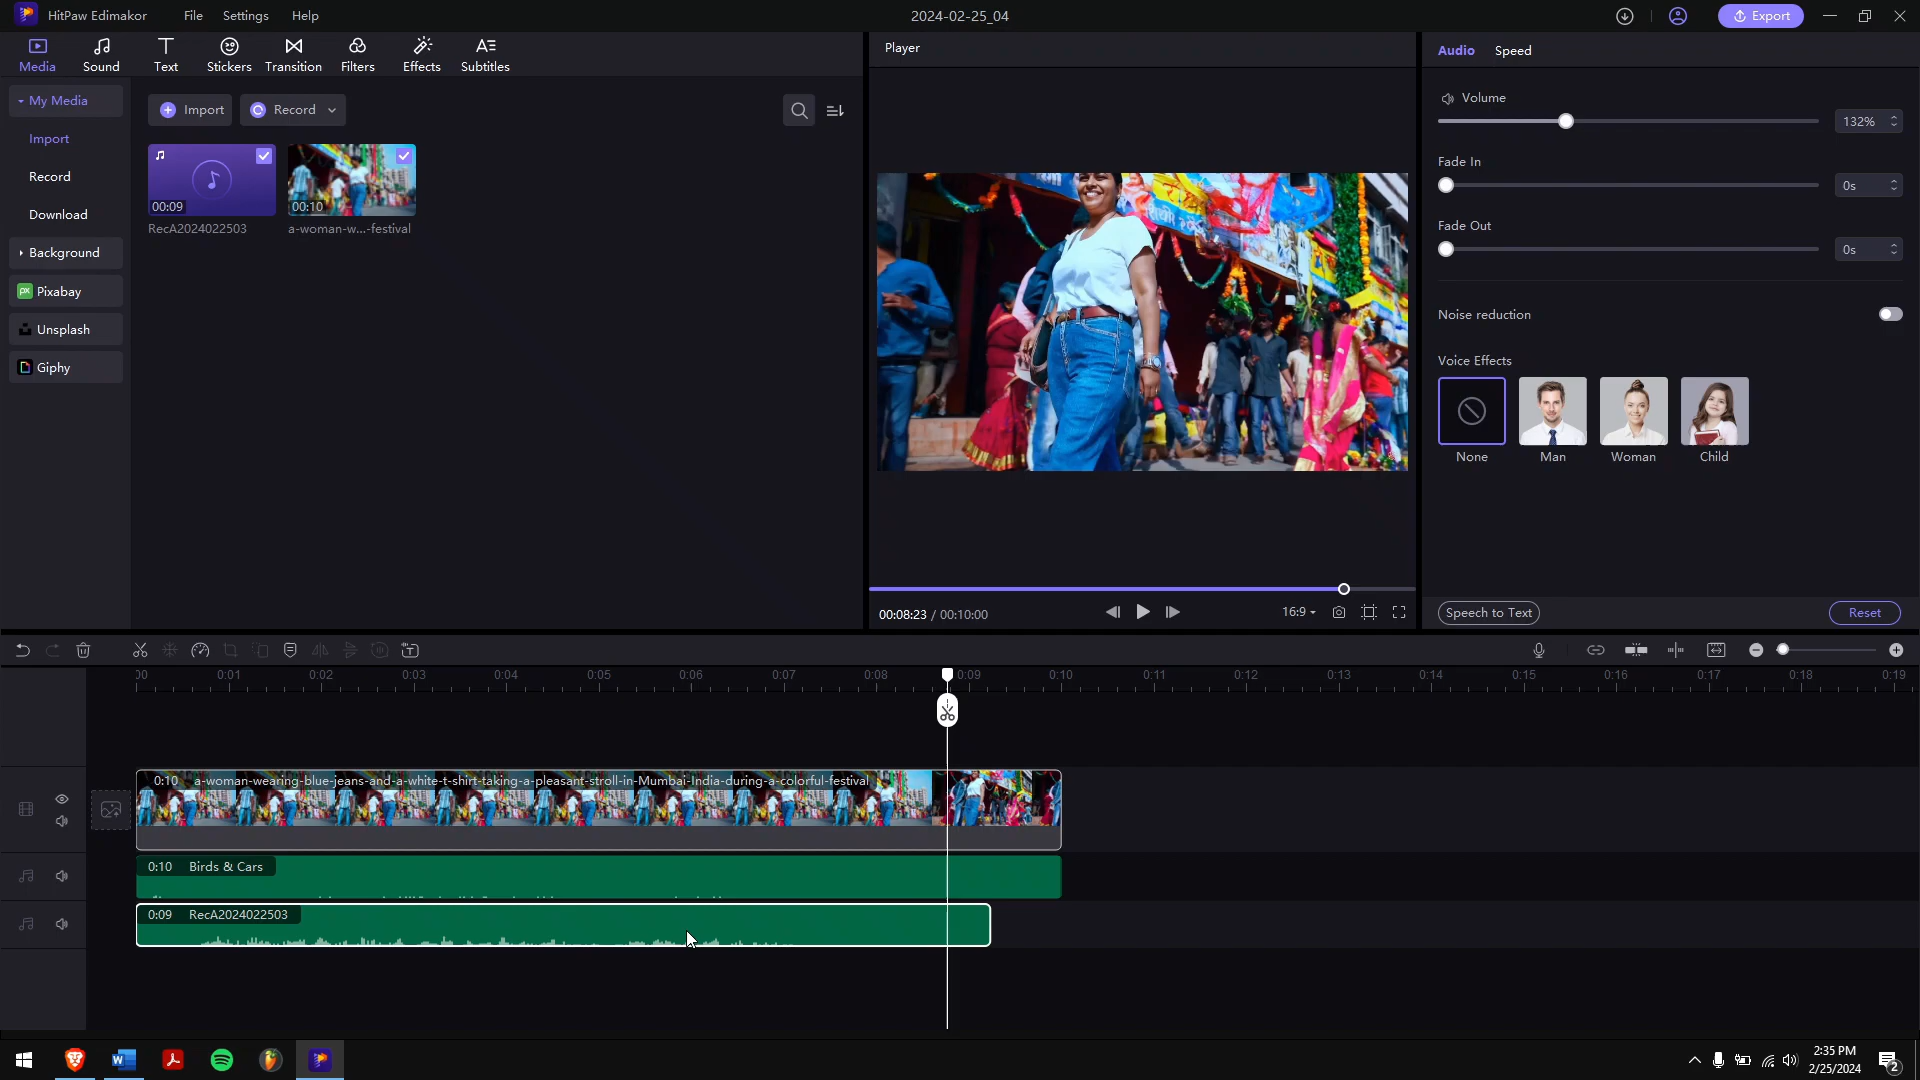 HitPaw Edimakor File Settings Help 2024-02-25_04 Export
Media Sound Text Stickers Transition Filters Effects Subtitles
My Media
Import
Record
Download
Background
Pixabay
Unsplash
Giphy
Import Record
00:09
RecA2024022503
00:10
a-woman-w...-festival
Player
00:08:23 / 00:10:00
16:9
Audio Speed
Volume
132%
Fade In
0s
Fade Out
0s
Noise reduction
Voice Effects
None Man Woman Child
Speech to Text Reset
00 0:01 0:02 0:03 0:04 0:05 0:06 0:07 0:08 0:09 0:10 0:11 0:12 0:13 0:14 0:15 0:16 0:17 0:18 0:19
0:10 a-woman-wearing-blue-jeans-and-a-white-t-shirt-taking-a-pleasant-stroll-in-Mumbai-India-during-a-colorful-festival
0:10 Birds & Cars
0:09 RecA2024022503
2:35 PM
2/25/2024
2